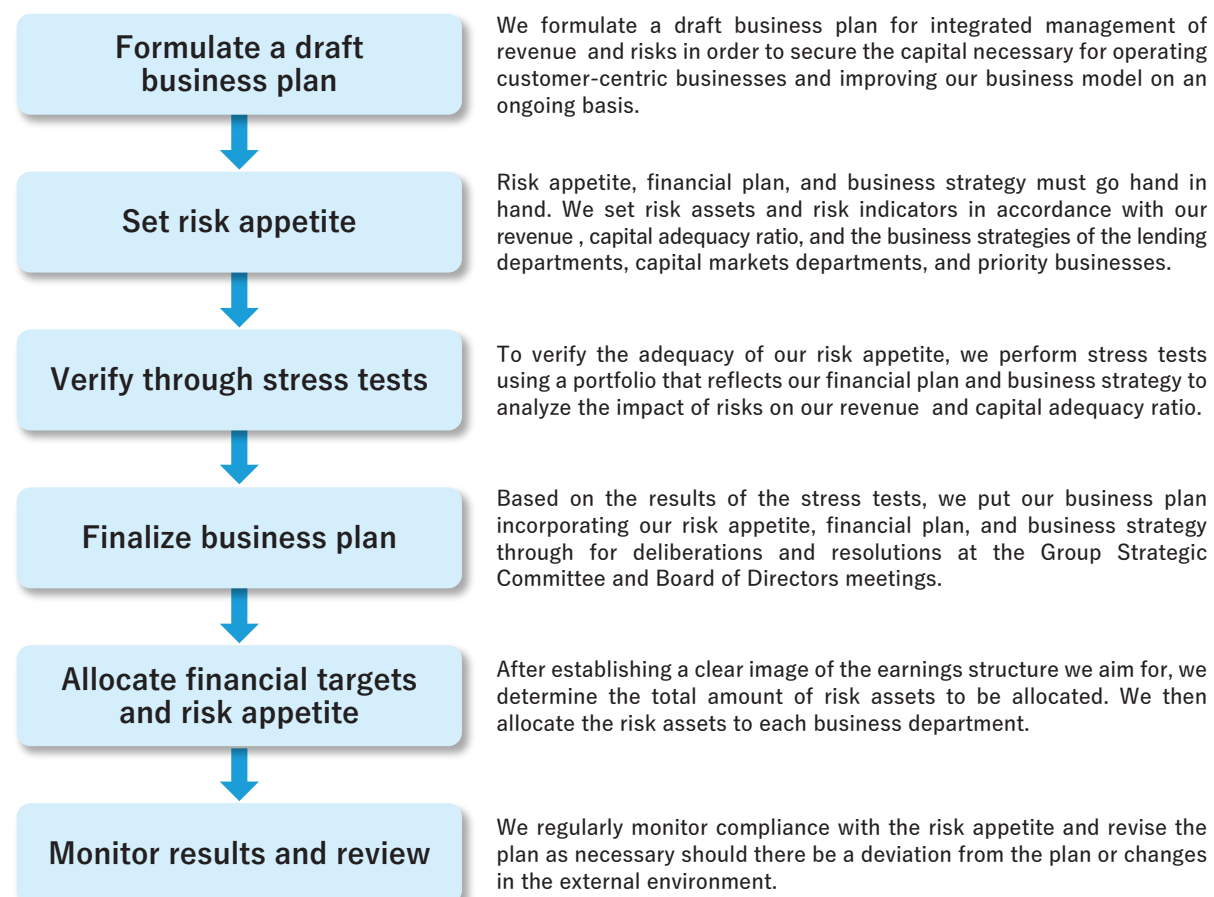 Formulate a draft
business plan
We formulate a draft business plan for integrated management of
revenue and risks in order to secure the capital necessary for operating
customer-centric businesses and improving our business model on an
ongoing basis.
Set risk appetite
Risk appetite, financial plan, and business strategy must go hand in
hand. We set risk assets and risk indicators in accordance with our
revenue , capital adequacy ratio, and the business strategies of the lending
departments, capital markets departments, and priority businesses.
Verify through stress tests
To verify the adequacy of our risk appetite, we perform stress tests
using a portfolio that reflects our financial plan and business strategy to
analyze the impact of risks on our revenue and capital adequacy ratio.
Finalize business plan
Based on the results of the stress tests, we put our business plan
incorporating our risk appetite, financial plan, and business strategy
through for deliberations and resolutions at the Group Strategic
Committee and Board of Directors meetings.
Allocate financial targets
and risk appetite
After establishing a clear image of the earnings structure we aim for, we
determine the total amount of risk assets to be allocated. We then
allocate the risk assets to each business department.
Monitor results and review
We regularly monitor compliance with the risk appetite and revise the
plan as necessary should there be a deviation from the plan or changes
in the external environment.